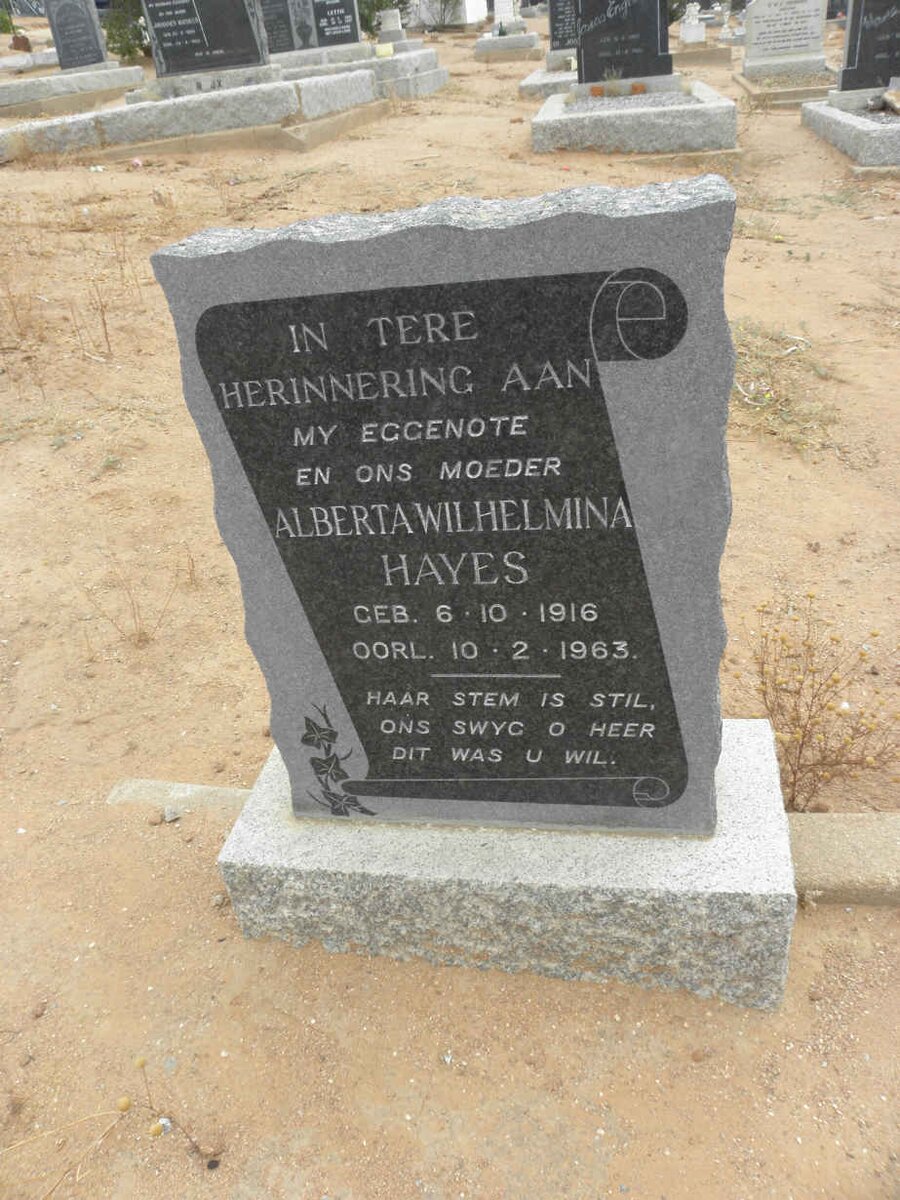 IN TERE
HERINNERING AAN
MY EGGENOTE
EN ONS MOEDER
ALBERTA WILHELMINA
HAYES
GEB. 6·10·1916
OORL. 10·2·1963.
HAAR STEM IS STIL,
ONS SWYG O HEER
DIT WAS U WIL.